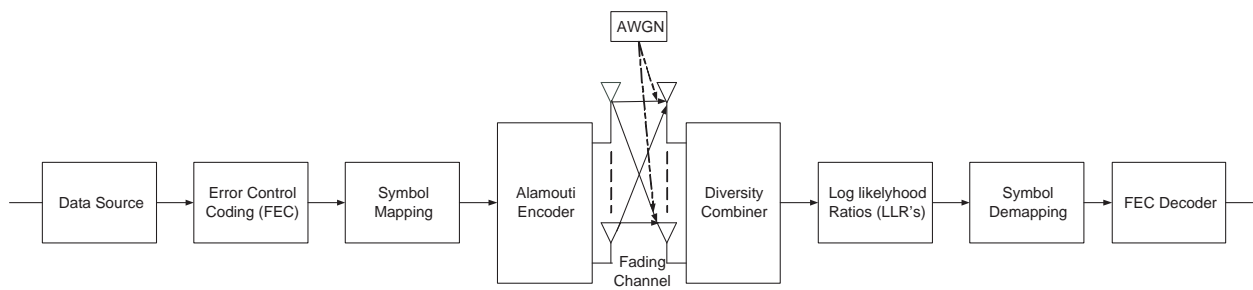 AWGN
Data Source
Error Control
Coding (FEC)
Symbol
Mapping
Alamouti
Encoder
Fading
Channel
Diversity
Combiner
Log likelyhood
Ratios (LLR's)
Symbol
Demapping
FEC Decoder